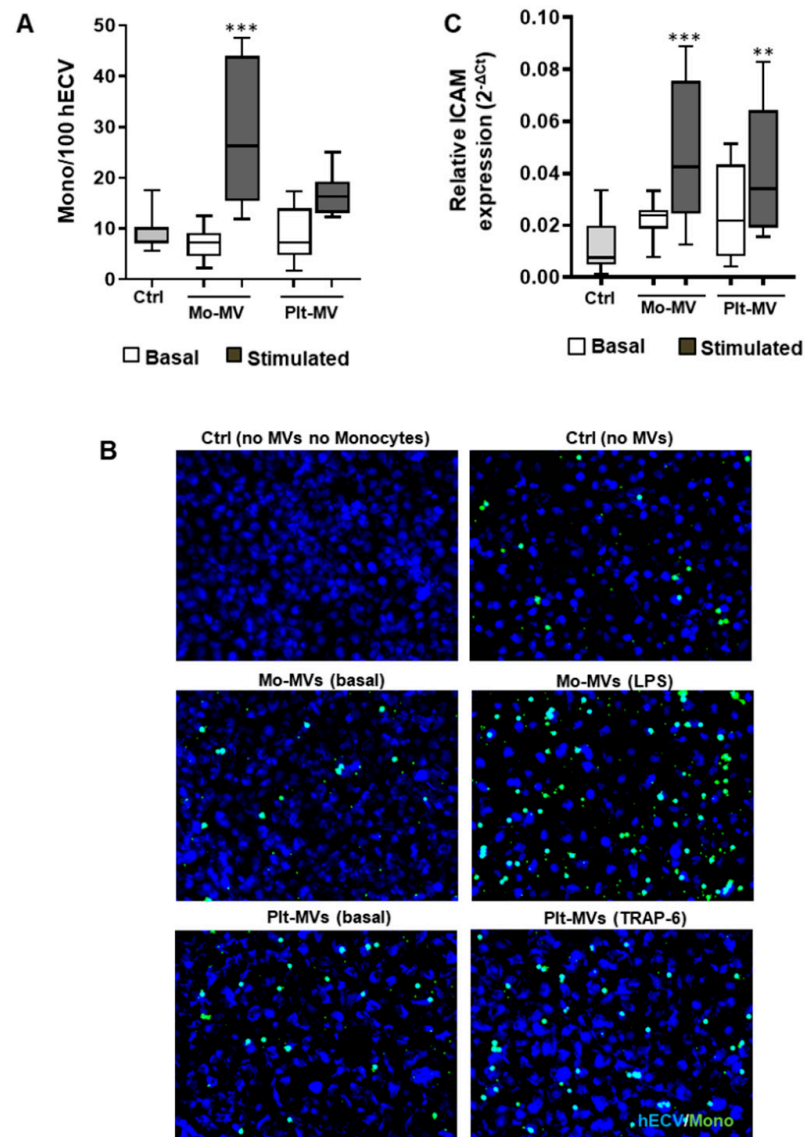 A
Mono/100 hECV
50
40
30
20
10
0
***
Ctrl
Mo-MV
Plt-MV
Basal
Stimulated
C
Relative ICAM
expression (2-ΔCt)
0.10
0.08
0.06
0.04
0.02
0.00
***
**
Ctrl
Mo-MV
Plt-MV
Basal
Stimulated
B
Ctrl (no MVs no Monocytes)
Ctrl (no MVs)
Mo-MVs (basal)
Mo-MVs (LPS)
Plt-MVs (basal)
Plt-MVs (TRAP-6)
hECV/Mono